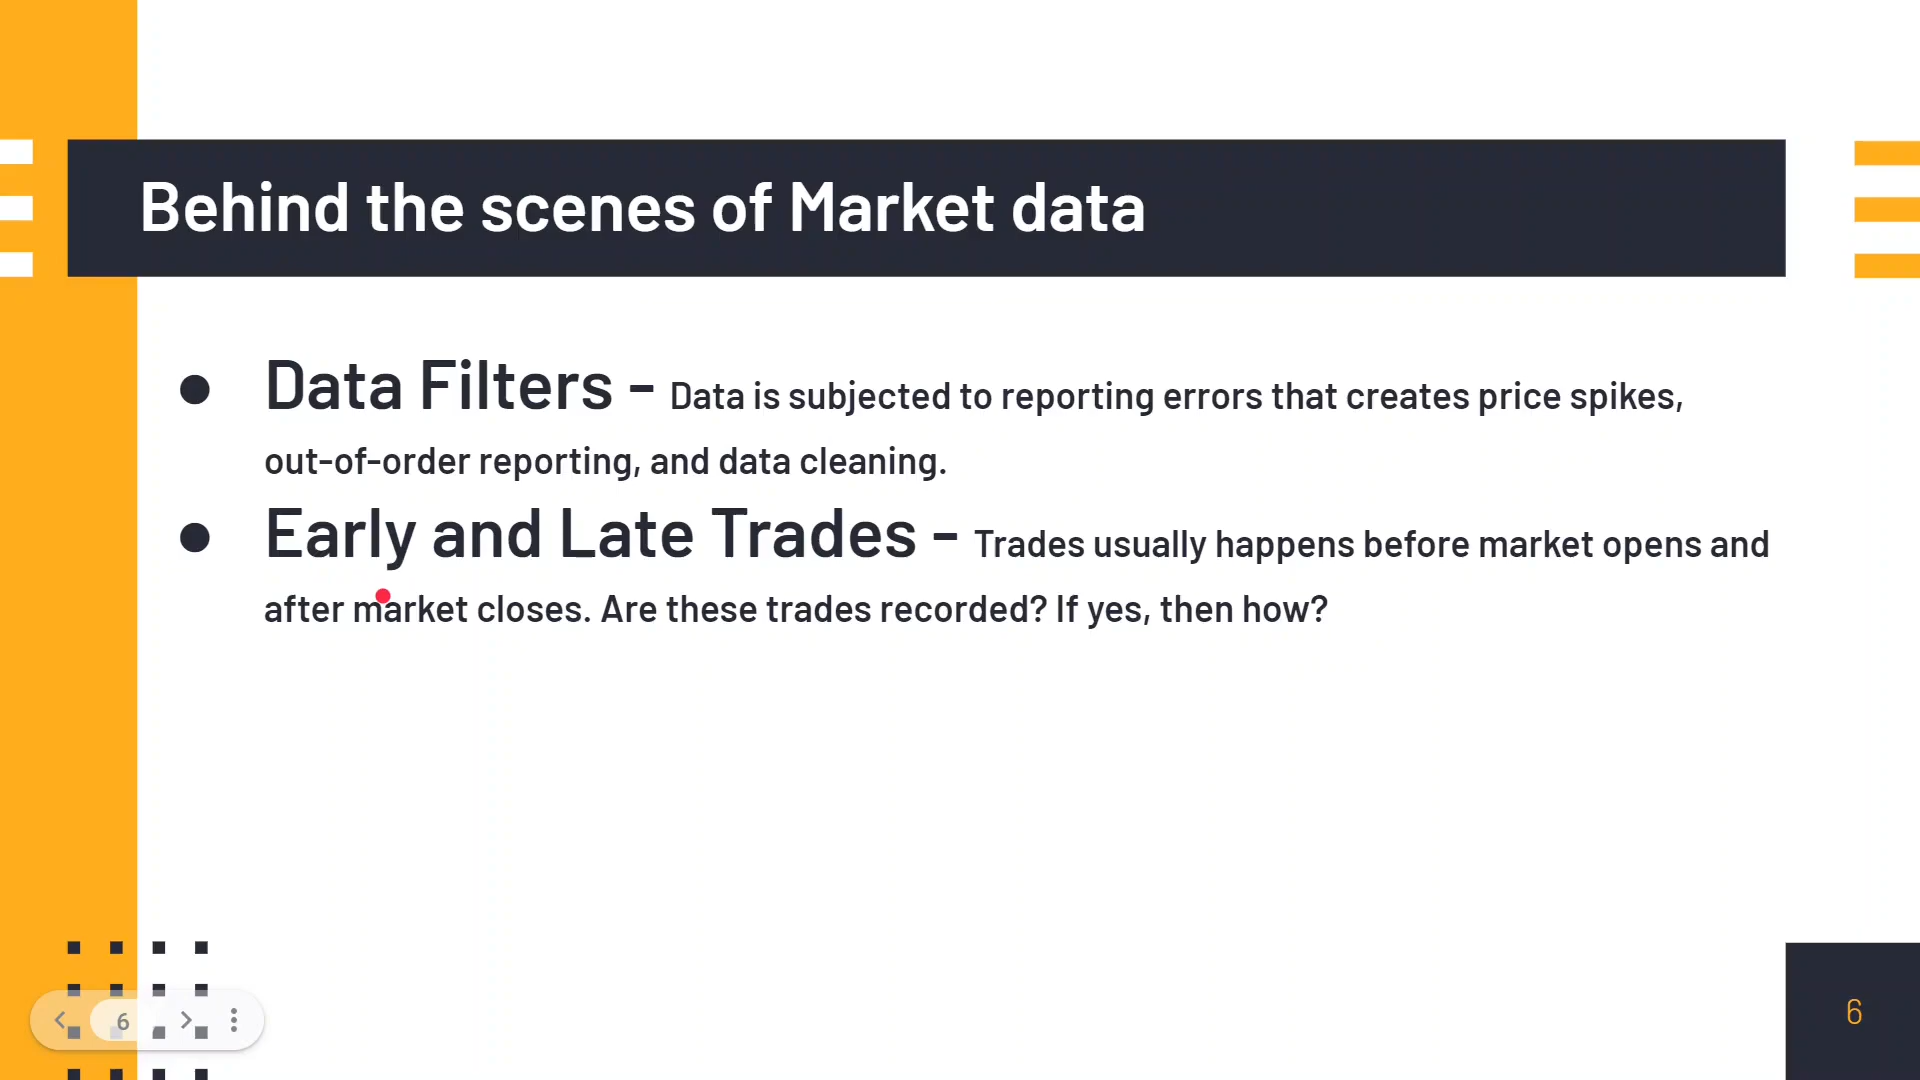 Behind the scenes of Market data
● Data Filters - Data is subjected to reporting errors that creates price spikes,
out-of-order reporting, and data cleaning.
● Early and Late Trades - Trades usually happens before market opens and
after market closes. Are these trades recorded? If yes, then how?
6
6